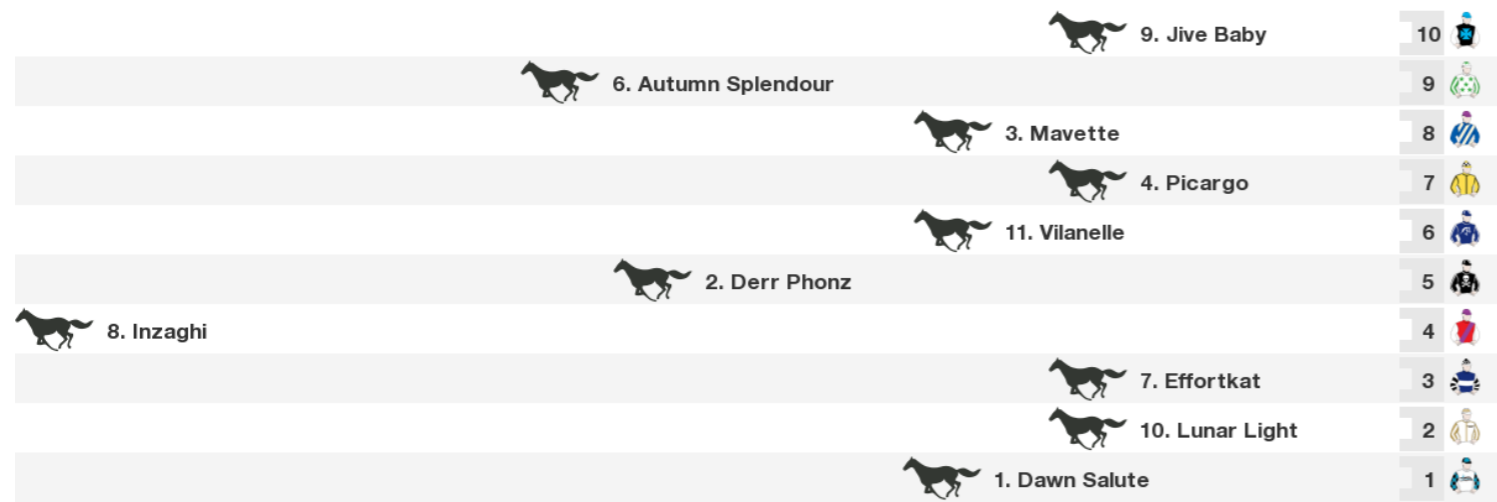 9. Jive Baby 10
6. Autumn Splendour 9
3. Mavette 8
4. Picargo 7
11. Vilanelle 6
2. Derr Phonz 5
8. Inzaghi 4
7. Effortkat 3
10. Lunar Light 2
1. Dawn Salute 1